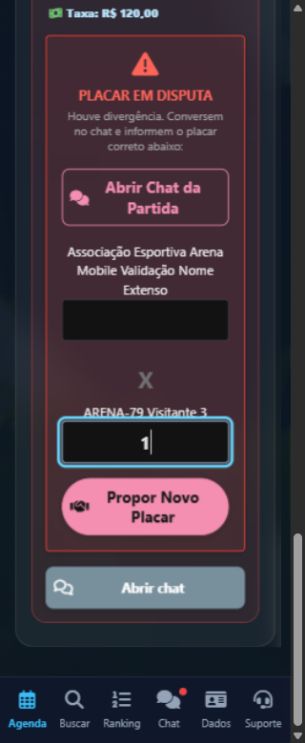 Taxa: R$ 120,00
PLACAR EM DISPUTA
Houve divergência. Conversem
no chat e informem o placar
correto abaixo:
Abrir Chat da
Partida
Associação Esportiva Arena
Mobile Validação Nome
Extenso
X
ARENA-79 Visitante 3
1
Propor Novo
Placar
Abrir chat
Agenda
Buscar
Ranking
Chat
Dados
Suporte